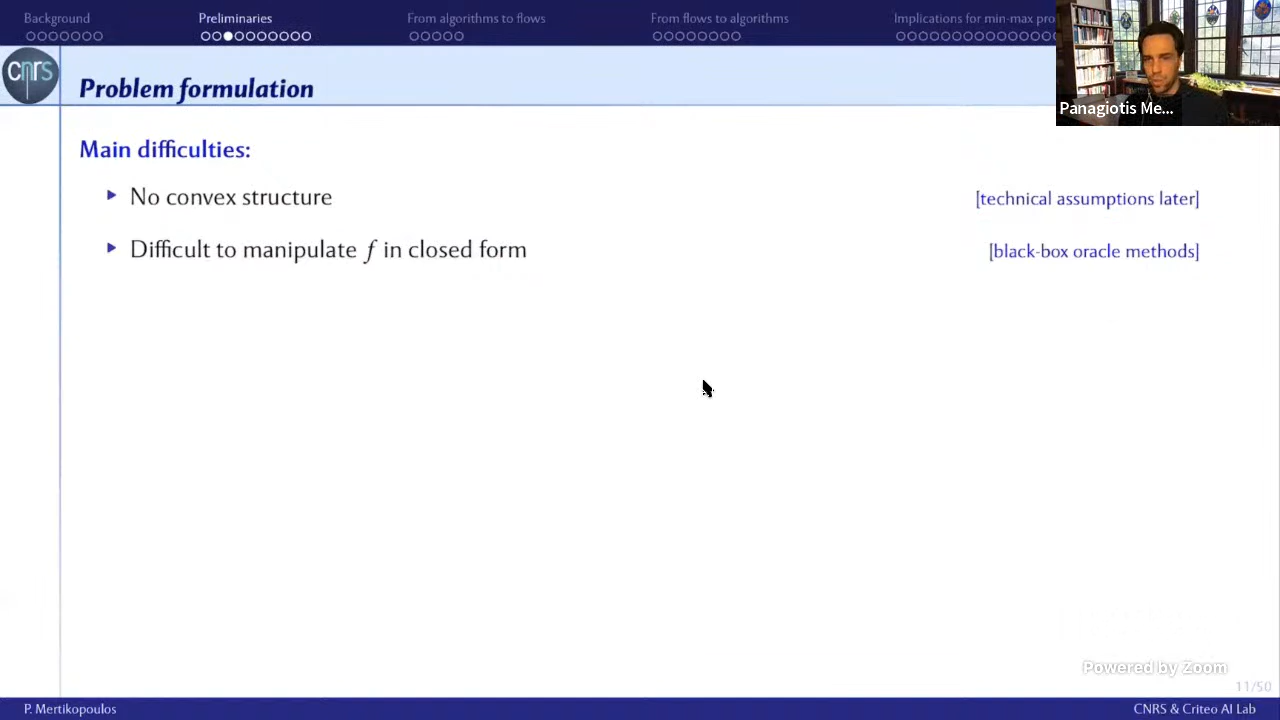 Background Preliminaries From algorithms to flows From flows to algorithms Implications for min-max pro
cnrs
Problem formulation
Panagiotis Me...
Main difficulties:
No convex structure [technical assumptions later]
Difficult to manipulate f in closed form [black-box oracle methods]
Powered by Zoom
11/50
P. Mertikopoulos CNRS & Criteo AI Lab